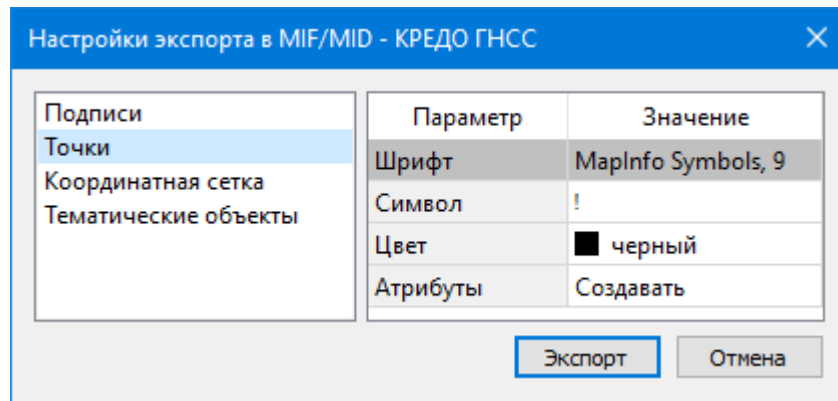 Настройки экспорта в MIF/MID - КРЕДО ГНСС
Подписи
Точки
Координатная сетка
Тематические объекты
Параметр Значение
Шрифт MapInfo Symbols, 9
Символ !
Цвет черный
Атрибуты Создавать
Экспорт Отмена